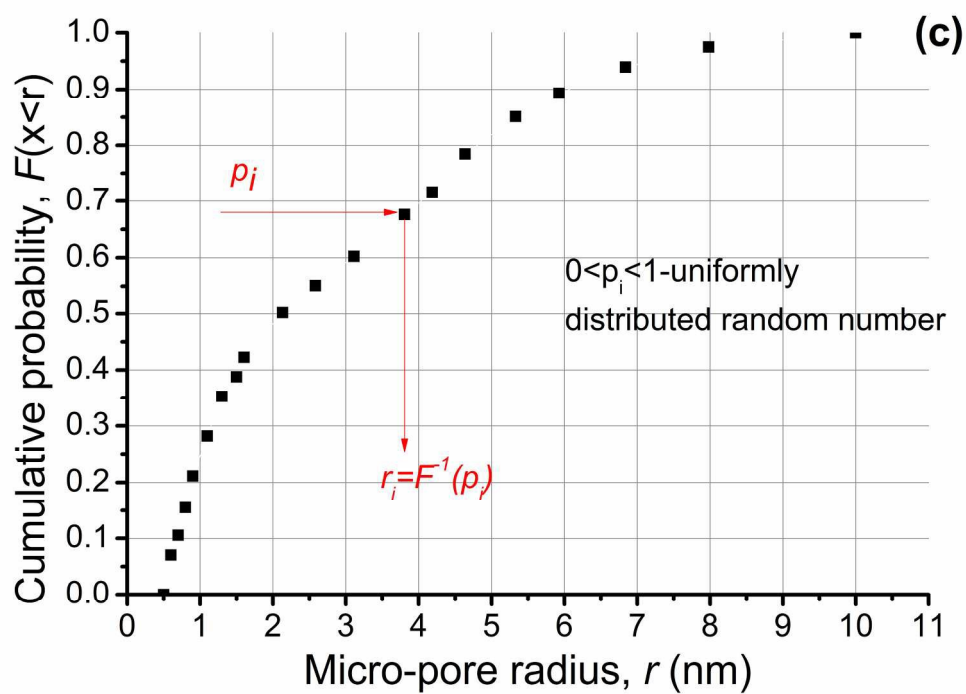 (c)
Cumulative probability, F(x<r)
1.0
0.9
0.8
0.7
0.6
0.5
0.4
0.3
0.2
0.1
0.0
p_i
0<p_i<1-uniformly
distributed random number
r_i=F^-1(p_i)
0 1 2 3 4 5 6 7 8 9 10 11
Micro-pore radius, r (nm)